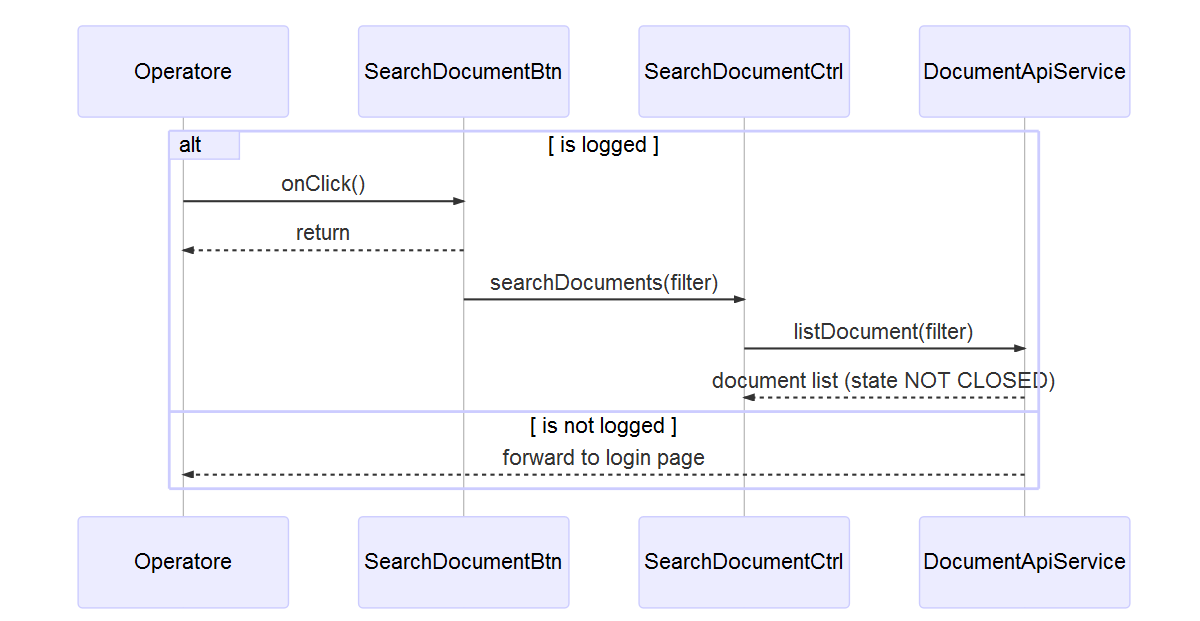 Operatore
SearchDocumentBtn
SearchDocumentCtrl
DocumentApiService
alt
[ is logged ]
onClick()
return
searchDocuments(filter)
listDocument(filter)
document list (state NOT CLOSED)
[ is not logged ]
forward to login page
Operatore
SearchDocumentBtn
SearchDocumentCtrl
DocumentApiService